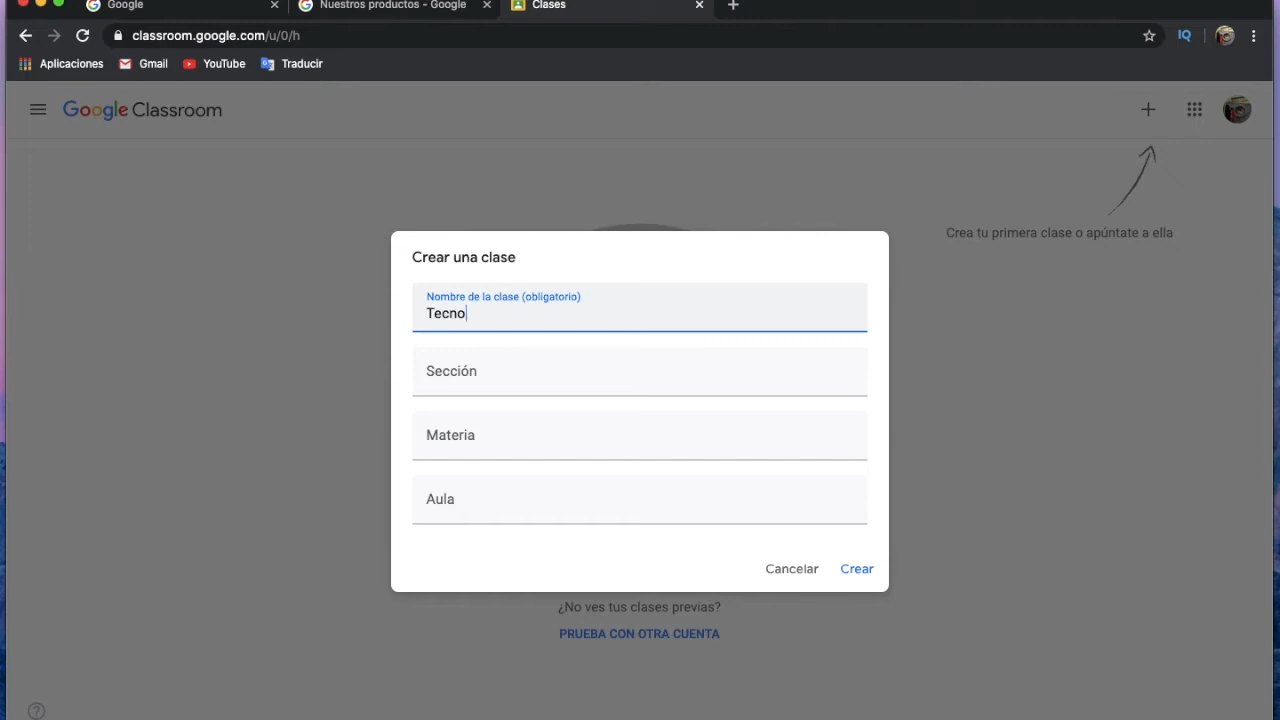 Google
Nuestros productos - Google
Clases
classroom.google.com/u/0/h
IQ
Aplicaciones
Gmail
YouTube
Traducir
Google Classroom
Crea tu primera clase o apúntate a ella
Crear una clase
Nombre de la clase (obligatorio)
Tecno
Sección
Materia
Aula
Cancelar
Crear
¿No ves tus clases previas?
PRUEBA CON OTRA CUENTA